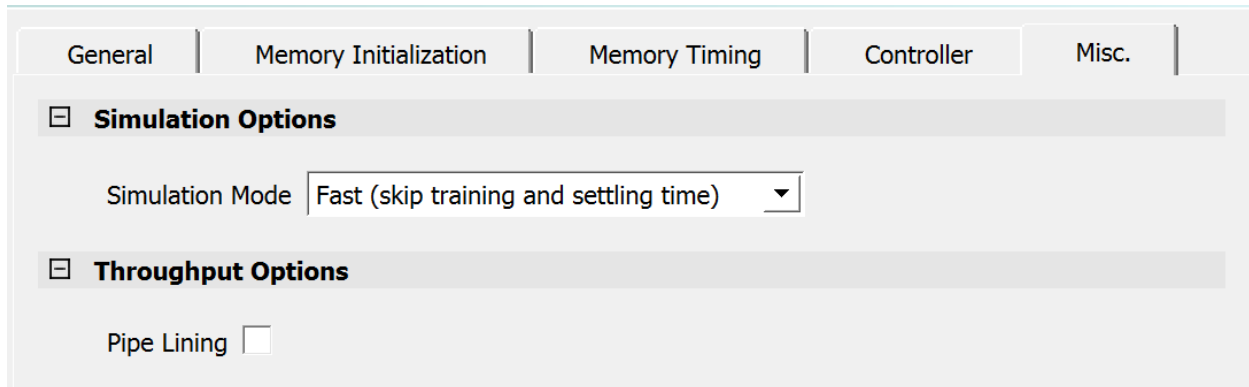 General Memory Initialization Memory Timing Controller Misc.
Simulation Options
Simulation Mode Fast (skip training and settling time)
Throughput Options
Pipe Lining